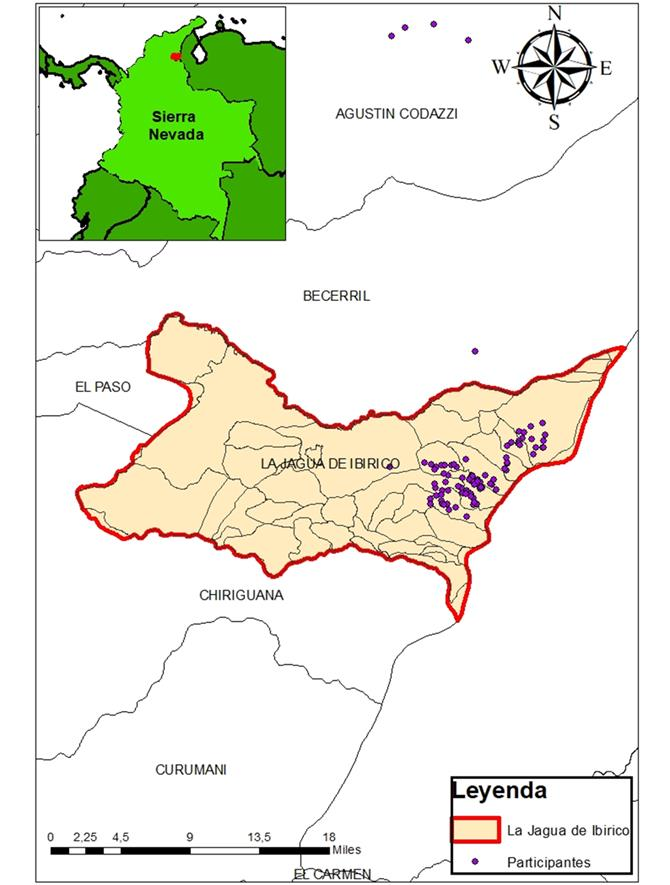 N
W E
S
Sierra
Nevada
AGUSTIN CODAZZI
BECERRIL
EL PASO
LA JAGUA DE IBIRICO
CHIRIGUANA
CURUMANI
Leyenda
La Jagua de Ibirico
Participantes
0 2,25 4,5 9 13,5 18
Miles
EL CARMEN